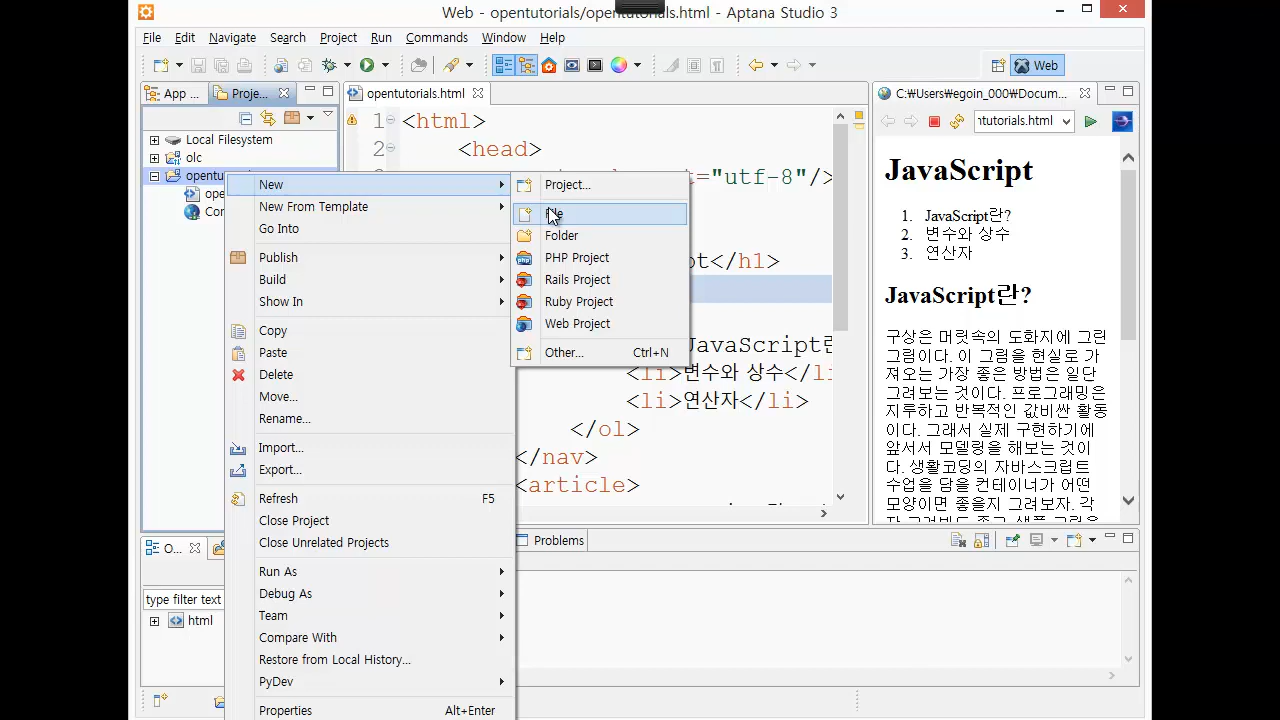 Web - opentutorials/opentutorials.html - Aptana Studio 3
File Edit Navigate Search Project Run Commands Window Help
Web
App ...
Proje...
opentutorials.html
C:₩Users₩egoin_000₩Docum...
ntutorials.html
Local Filesystem
olc
opentu
ope
Cor
1 <html>
2 <head>
t="utf-8"/>
pt</h1>
JavaScript란
<li>변수와 상수</li
<li>연산자</li>
</ol>
</nav>
<article>
New
New From Template
Go Into
Publish
Build
Show In
Copy
Paste
Delete
Move...
Rename...
Import...
Export...
Refresh F5
Close Project
Close Unrelated Projects
Run As
Debug As
Team
Compare With
Restore from Local History...
PyDev
Properties Alt+Enter
Project...
File
Folder
PHP Project
Rails Project
Ruby Project
Web Project
Other... Ctrl+N
JavaScript
1. JavaScript란?
2. 변수와 상수
3. 연산자
JavaScript란?
구상은 머릿속의 도화지에 그린
그림이다. 이 그림을 현실로 가
져오는 가장 좋은 방법은 일단
그려보는 것이다. 프로그래밍은
지루하고 반복적인 값비싼 활동
이다. 그래서 실제 구현하기에
앞서서 모델링을 해보는 것이
다. 생활코딩의 자바스크립트
수업을 담을 컨테이너가 어떤
모양이면 좋을지 그려보자. 각
O...
Problems
type filter text
html